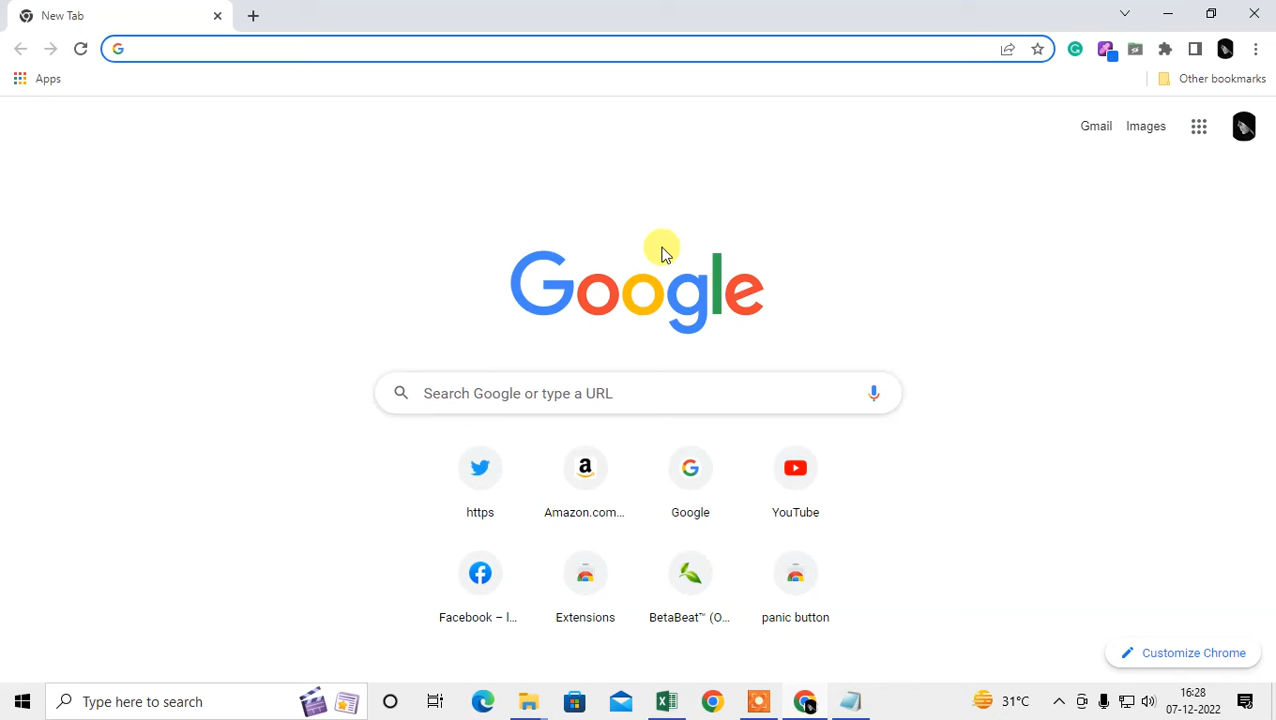 New Tab
Apps
Other bookmarks
Gmail Images
Google
Search Google or type a URL
https Amazon.com... Google YouTube
Facebook – l... Extensions BetaBeat™ (O... panic button
Customize Chrome
Type here to search
31°C
16:28
07-12-2022